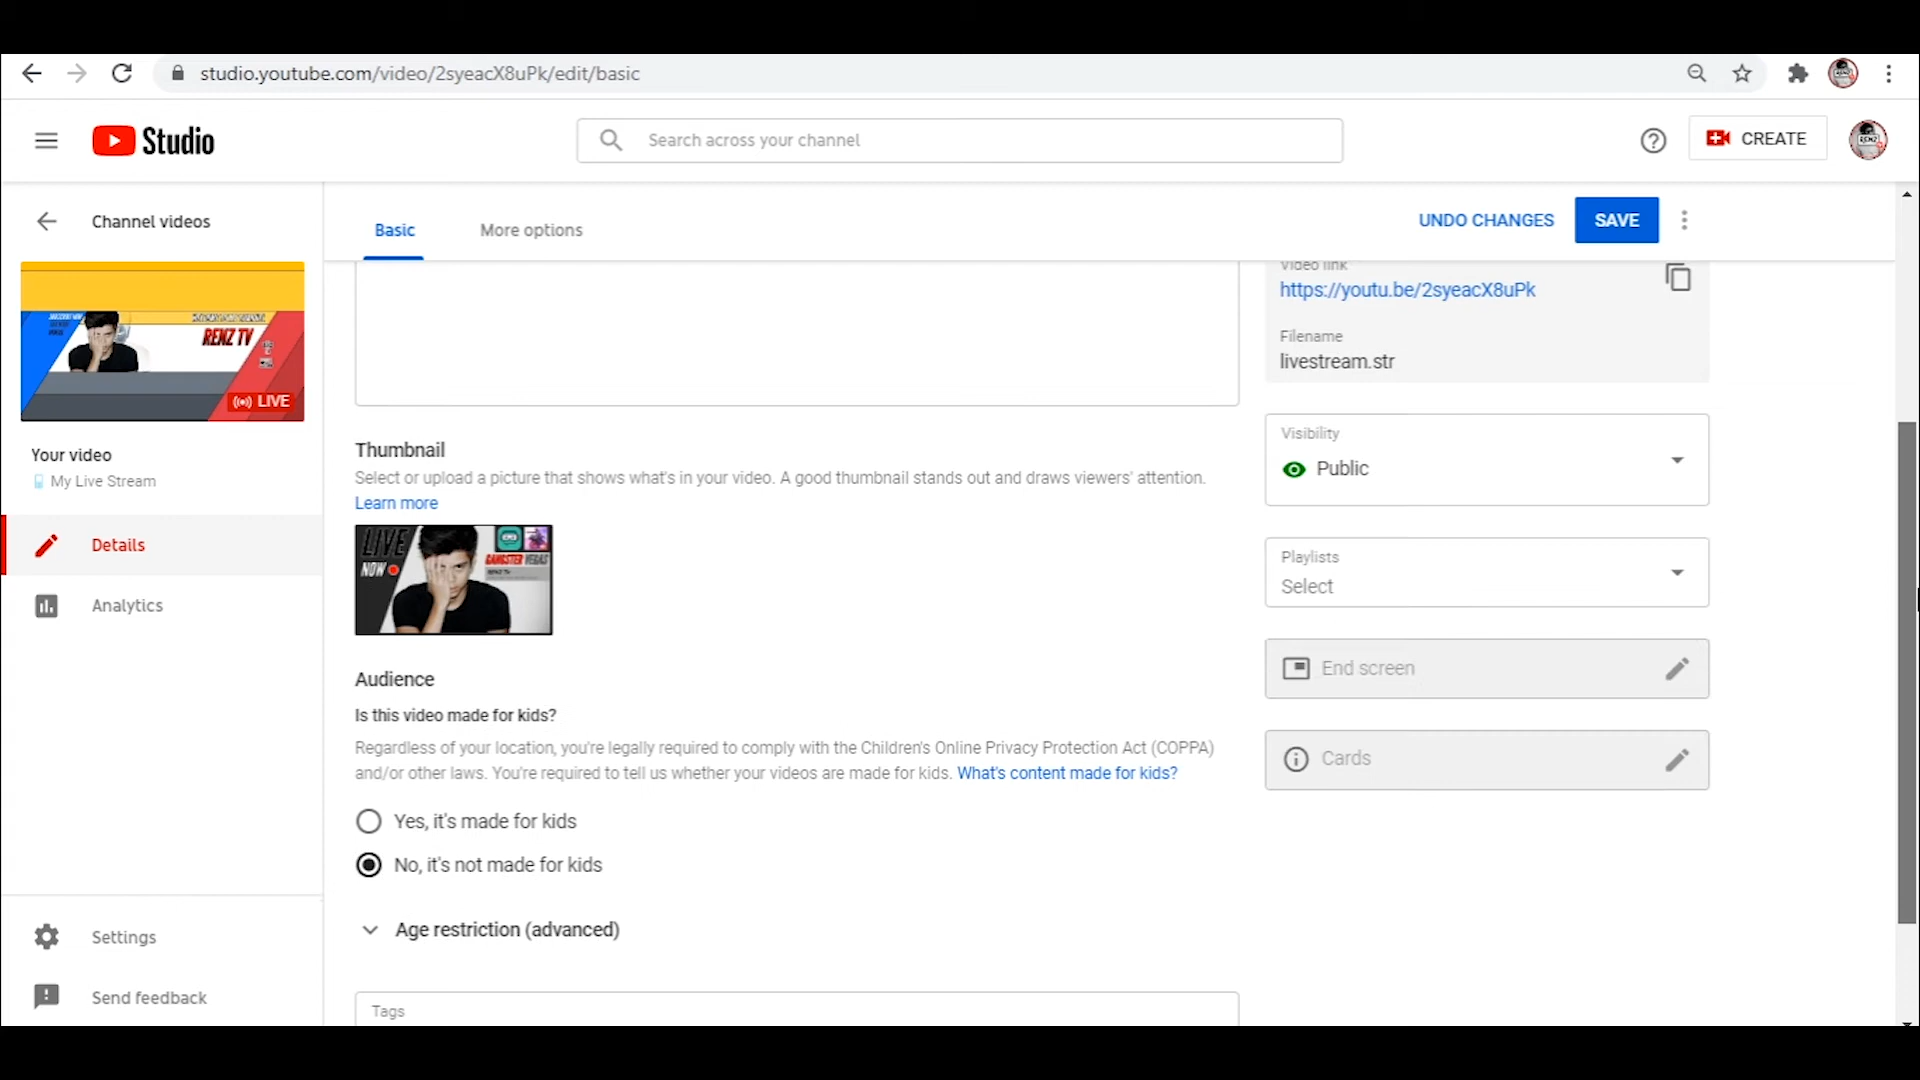 studio.youtube.com/video/2syeacX8uPk/edit/basic
Studio
Search across your channel
CREATE
Channel videos
Basic
More options
UNDO CHANGES
SAVE
Video link
https://youtu.be/2syeacX8uPk
Filename
livestream.str
RENZ TV
LIVE
Your video
My Live Stream
Details
Analytics
Settings
Send feedback
Thumbnail
Select or upload a picture that shows what's in your video. A good thumbnail stands out and draws viewers' attention.
Learn more
LIVE
NOW
GANGSTER VEGAS
RENZ TV
Audience
Is this video made for kids?
Regardless of your location, you're legally required to comply with the Children's Online Privacy Protection Act (COPPA)
and/or other laws. You're required to tell us whether your videos are made for kids. What's content made for kids?
Yes, it's made for kids
No, it's not made for kids
Age restriction (advanced)
Tags
Visibility
Public
Playlists
Select
End screen
Cards